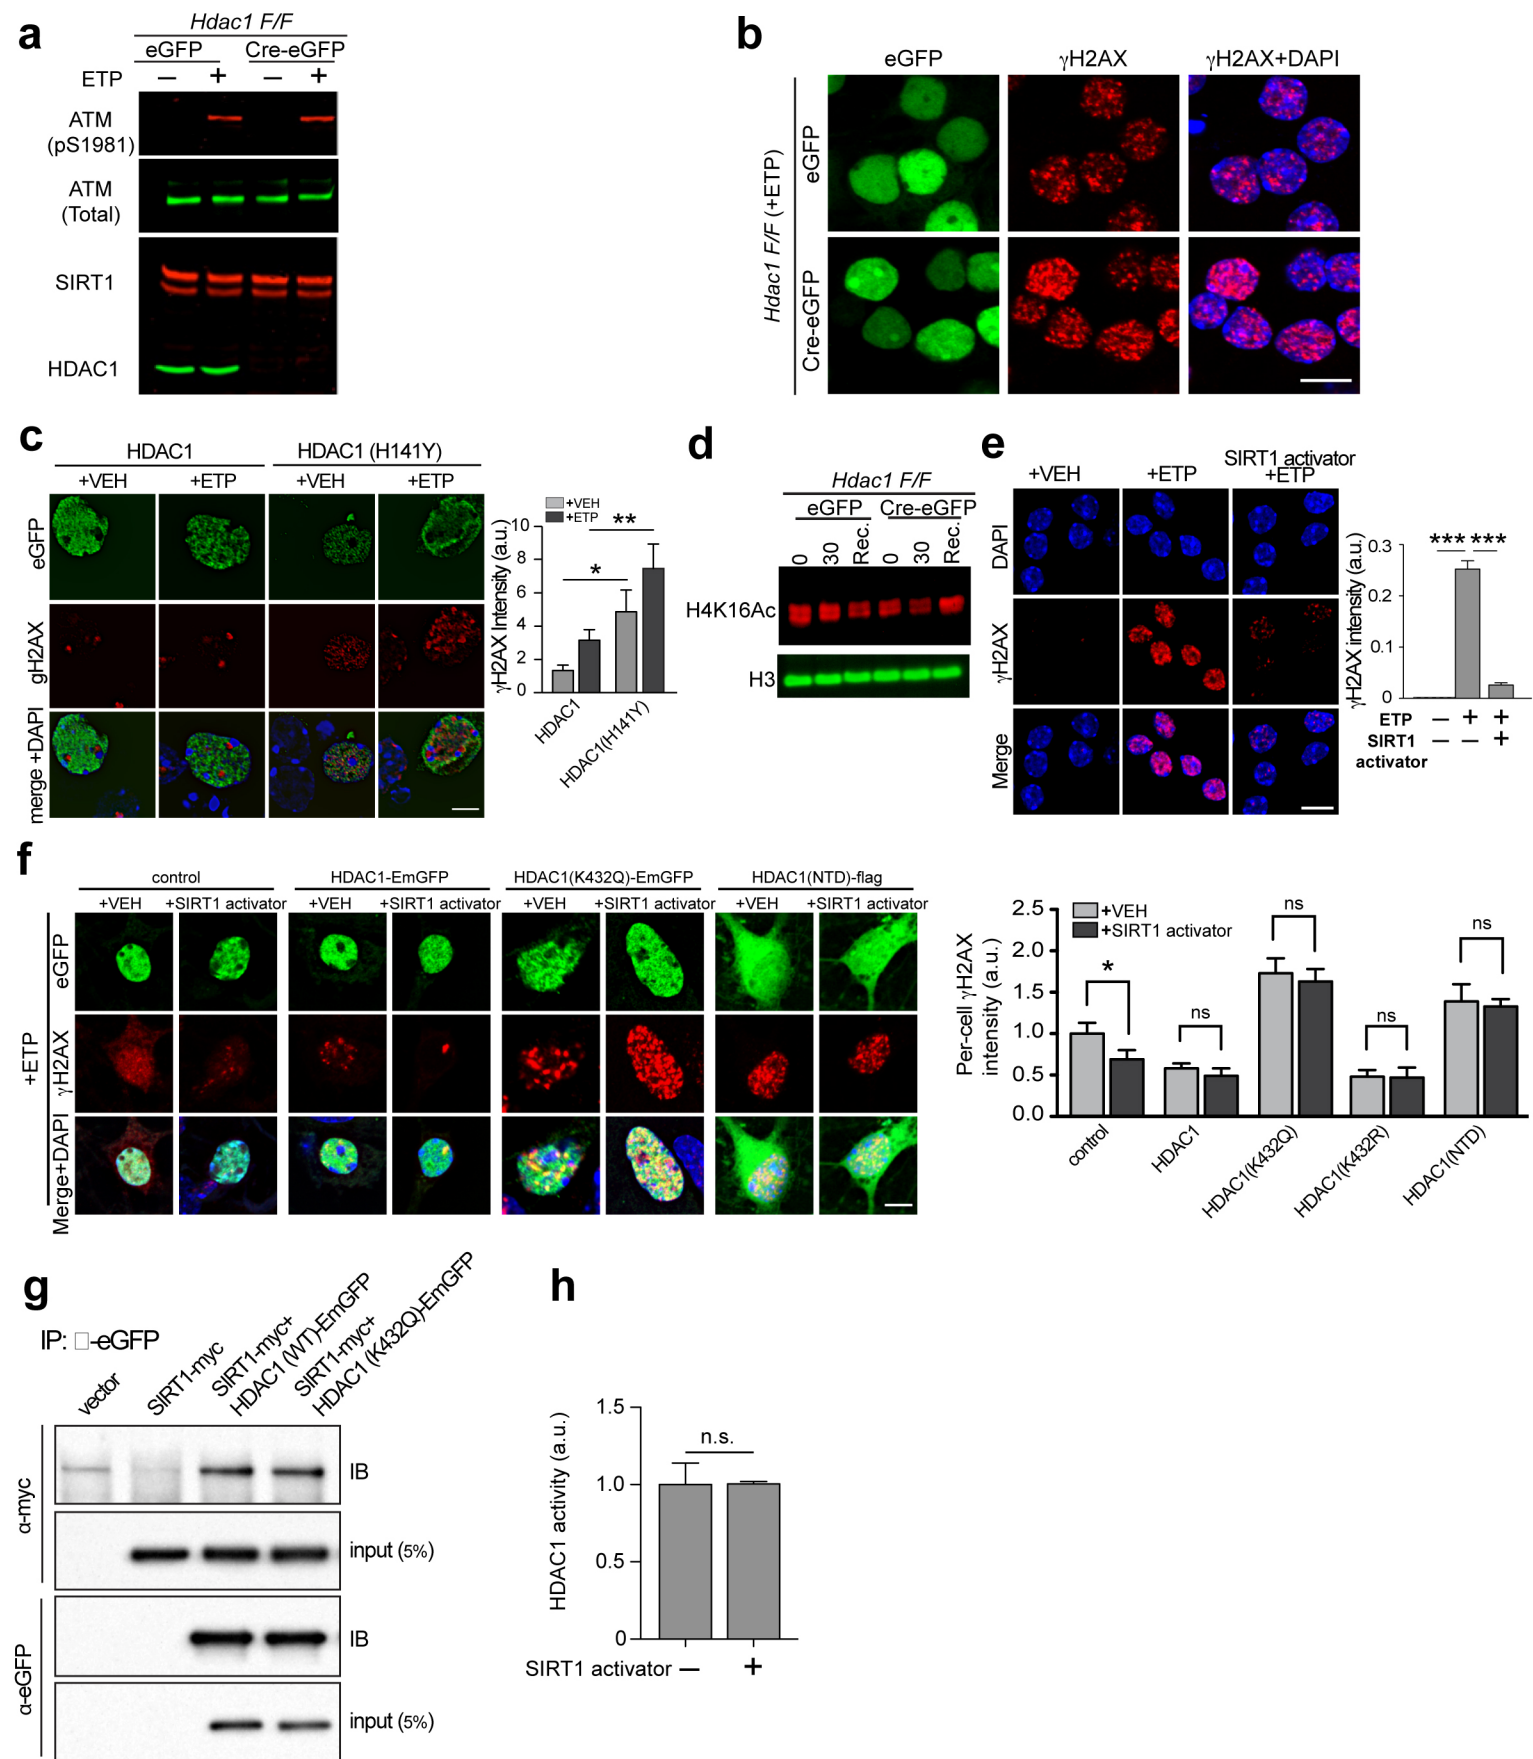 a
Hdac1 F/F
eGFP Cre-eGFP
ETP — + — +
ATM
(pS1981)
ATM
(Total)
SIRT1
HDAC1
b
eGFP γH2AX γH2AX+DAPI
Hdac1 F/F (+ETP)
eGFP
Cre-eGFP
c
HDAC1 HDAC1 (H141Y)
+VEH +ETP +VEH +ETP
eGFP
gH2AX
merge +DAPI
+VEH
+ETP
γH2AX Intensity (a.u.)
10
8
6
4
2
0
* **
HDAC1
HDAC1(H141Y)
d
Hdac1 F/F
eGFP Cre-eGFP
0 30 Rec. 0 30 Rec.
H4K16Ac
H3
e
SIRT1 activator
+VEH +ETP +ETP
DAPI
γH2AX
Merge
γH2AX intensity (a.u.)
0.3
0.2
0.1
0
*** ***
ETP — + +
SIRT1 — — +
activator
f
control HDAC1-EmGFP HDAC1(K432Q)-EmGFP HDAC1(NTD)-flag
+VEH +SIRT1 activator +VEH +SIRT1 activator +VEH +SIRT1 activator +VEH +SIRT1 activator
+ETP
eGFP
γH2AX
Merge+DAPI
Per-cell γH2AX
intensity (a.u.)
2.5
2.0
1.5
1.0
0.5
0.0
+VEH
+SIRT1 activator
* ns ns ns ns
control
HDAC1
HDAC1(K432Q)
HDAC1(K432R)
HDAC1(NTD)
g
IP: □-eGFP
vector
SIRT1-myc
SIRT1-myc+
HDAC1 (WT)-EmGFP
SIRT1-myc+
HDAC1 (K432Q)-EmGFP
α-myc
IB
input (5%)
α-eGFP
IB
input (5%)
h
HDAC1 activity (a.u.)
1.5
1.0
0.5
0
n.s.
SIRT1 activator — +